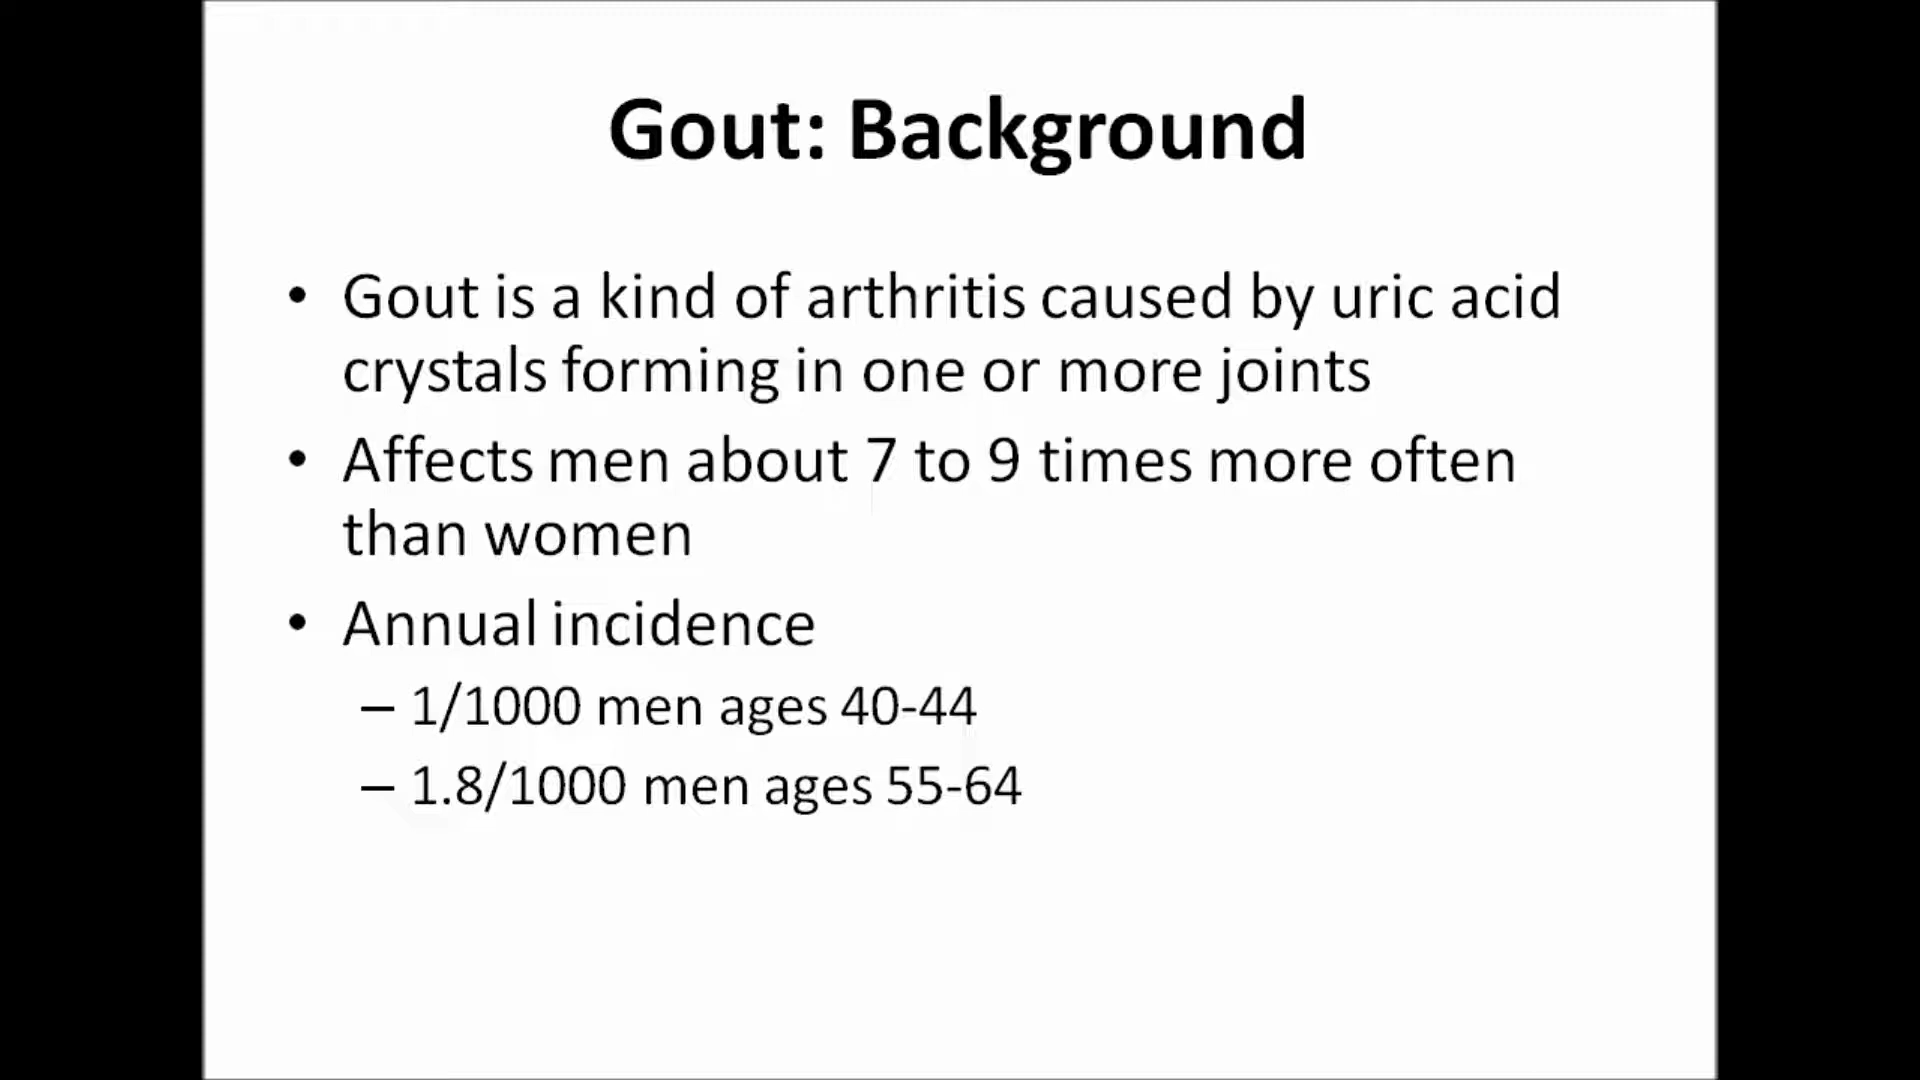 Gout: Background
• Gout is a kind of arthritis caused by uric acid
crystals forming in one or more joints
• Affects men about 7 to 9 times more often
than women
• Annual incidence
– 1/1000 men ages 40-44
– 1.8/1000 men ages 55-64